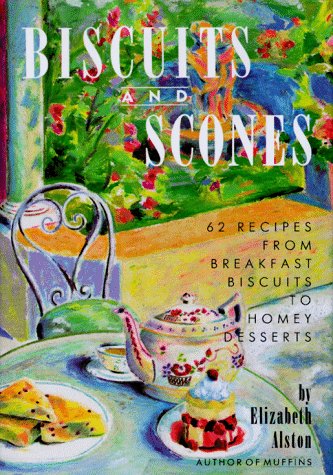 BISCUITS
AND
SCONES
62 RECIPES
FROM
BREAKFAST
BISCUITS
TO
HOMEY
DESSERTS
by
Elizabeth
Alston
AUTHOR OF MUFFINS